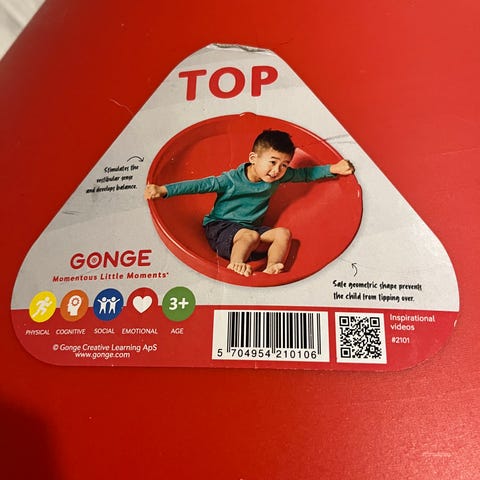 TOP
Stimulates the
vestibular sense
and develops balance.
GONGE
Momentous Little Moments®
Safe geometric shape prevents
the child from tipping over.
PHYSICAL
COGNITIVE
SOCIAL
EMOTIONAL
3+
AGE
© Gonge Creative Learning ApS
www.gonge.com
5 704954 210106
Inspirational
videos
#2101